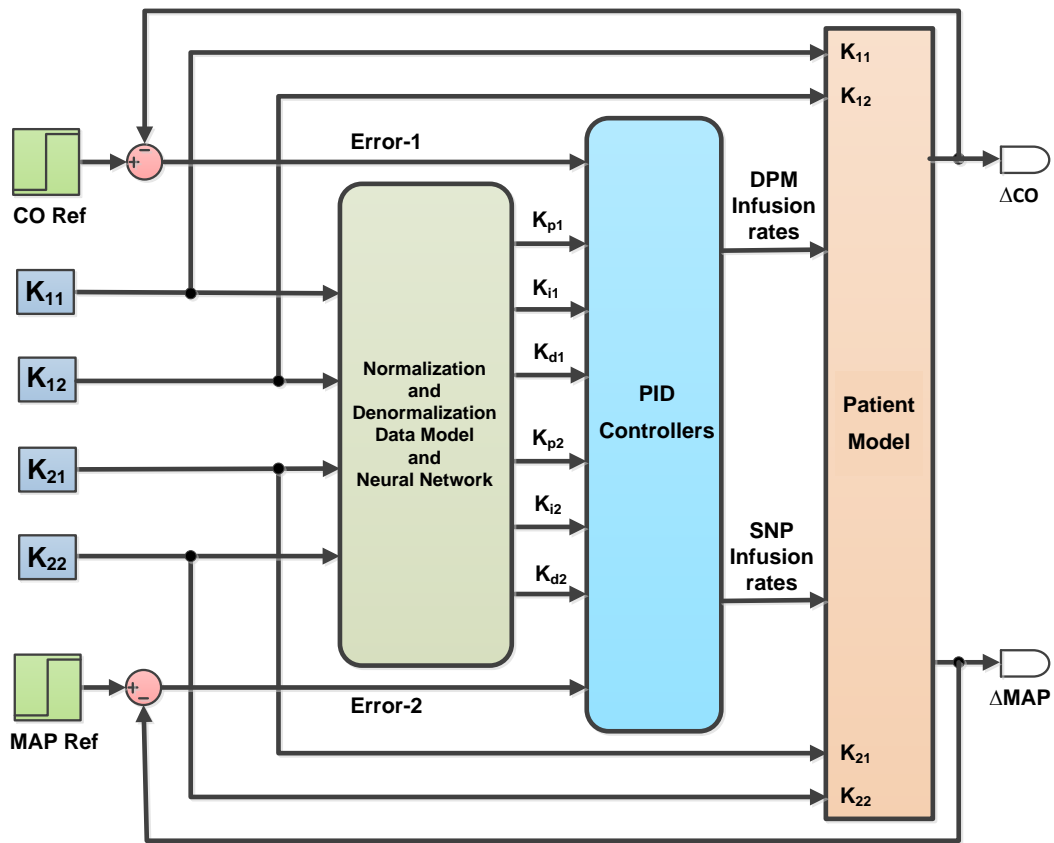 K11
K12
Error-1
CO Ref
DPM
Infusion
rates
ΔCO
Kp1
K11
Ki1
K12
Kd1
Normalization
and
Denormalization
Data Model
and
Neural Network
PID
Controllers
Patient
Model
K21
Kp2
K22
Ki2
SNP
Infusion
rates
Kd2
MAP Ref
Error-2
ΔMAP
K21
K22
+
−
+
−